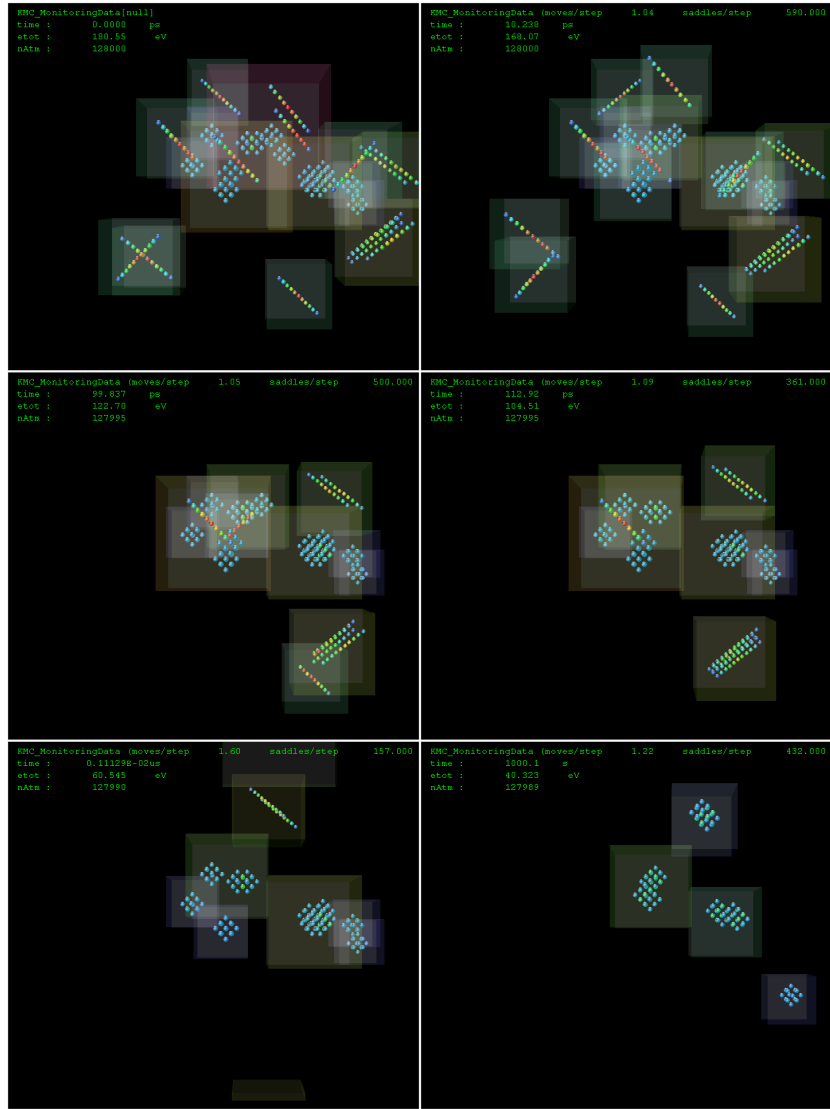 KMC_MonitoringData[null]
time : 0.0000 ps
etot : 180.55 eV
nAtm : 128000
KMC_MonitoringData (moves/step 1.04 saddles/step 590.000
time : 10.238 ps
etot : 168.07 eV
nAtm : 128000
KMC_MonitoringData (moves/step 1.05 saddles/step 500.000
time : 99.837 ps
etot : 122.70 eV
nAtm : 127995
KMC_MonitoringData (moves/step 1.09 saddles/step 361.000
time : 112.92 ps
etot : 104.51 eV
nAtm : 127995
KMC_MonitoringData (moves/step 1.60 saddles/step 157.000
time : 0.11129E-02us
etot : 60.545 eV
nAtm : 127990
KMC_MonitoringData (moves/step 1.22 saddles/step 432.000
time : 1000.1 s
etot : 40.323 eV
nAtm : 127989